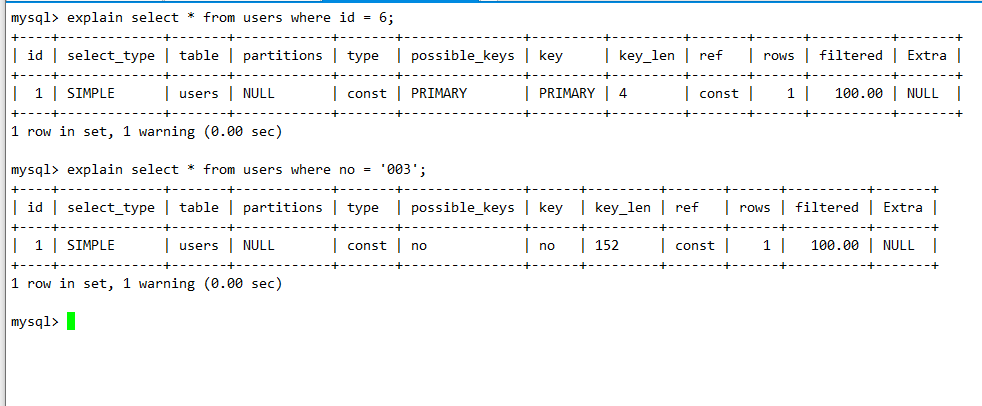 mysql> explain select * from users where id = 6;
+----+-------------+-------+------------+-------+---------------+---------+---------+-------+------+----------+-------+
| id | select_type | table | partitions | type  | possible_keys | key     | key_len | ref   | rows | filtered | Extra |
+----+-------------+-------+------------+-------+---------------+---------+---------+-------+------+----------+-------+
|  1 | SIMPLE      | users | NULL       | const | PRIMARY       | PRIMARY | 4       | const |    1 |   100.00 | NULL  |
+----+-------------+-------+------------+-------+---------------+---------+---------+-------+------+----------+-------+
1 row in set, 1 warning (0.00 sec)
mysql> explain select * from users where no = '003';
+----+-------------+-------+------------+-------+---------------+------+---------+-------+------+----------+-------+
| id | select_type | table | partitions | type  | possible_keys | key  | key_len | ref   | rows | filtered | Extra |
+----+-------------+-------+------------+-------+---------------+------+---------+-------+------+----------+-------+
|  1 | SIMPLE      | users | NULL       | const | no            | no   | 152     | const |    1 |   100.00 | NULL  |
+----+-------------+-------+------------+-------+---------------+------+---------+-------+------+----------+-------+
1 row in set, 1 warning (0.00 sec)
mysql>